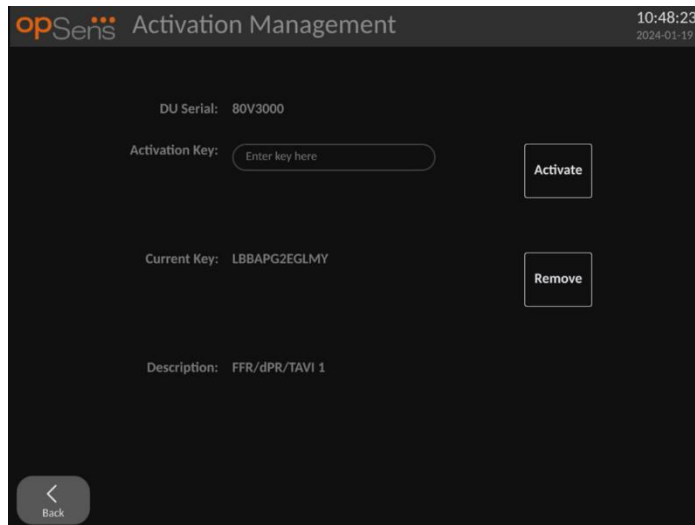 opSens Activation Management
10:48:23
2024-01-19
DU Serial: 80V3000
Activation Key: Enter key here
Activate
Current Key: LBBAPG2EGLMY
Remove
Description: FFR/dPR/TAVI 1
Back